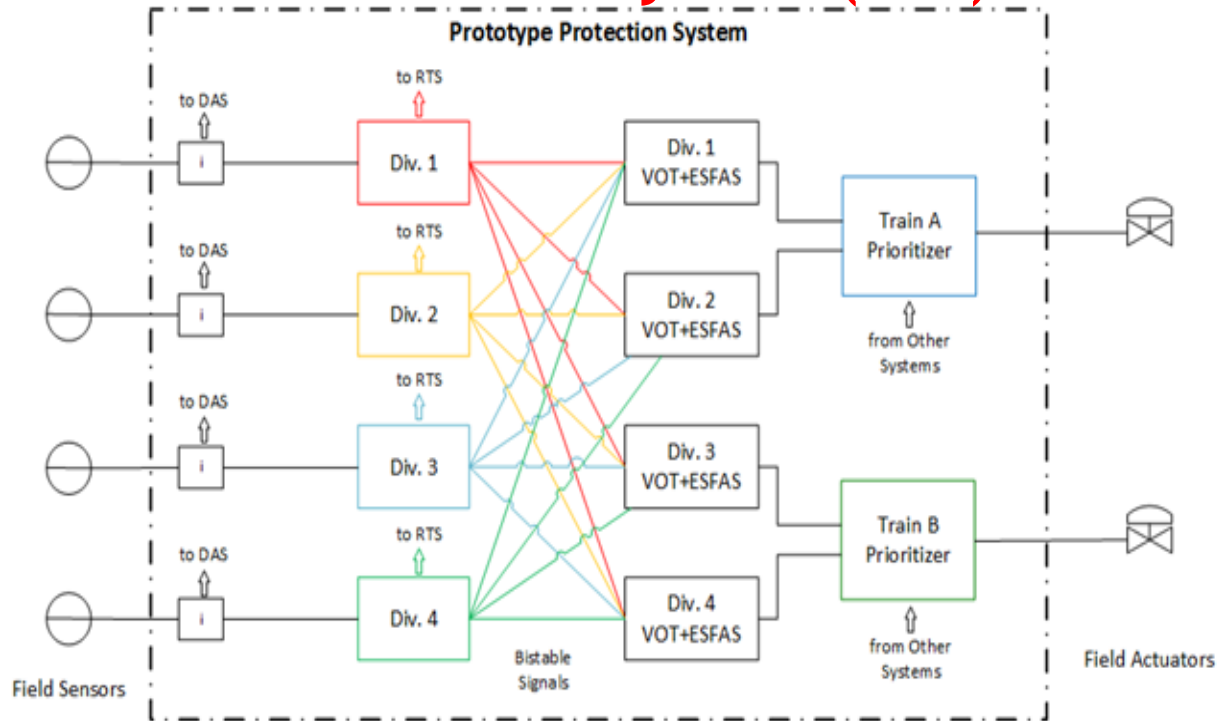 Prototype Protection System
to RTS
to DAS
i
Div. 1
Div. 1
VOT+ESFAS
Train A
Prioritizer
to RTS
to DAS
i
Div. 2
Div. 2
VOT+ESFAS
from Other
Systems
to RTS
to DAS
i
Div. 3
Div. 3
VOT+ESFAS
Train B
Prioritizer
to RTS
to DAS
i
Div. 4
Div. 4
VOT+ESFAS
from Other
Systems
Bistable
Signals
Field Sensors
Field Actuators